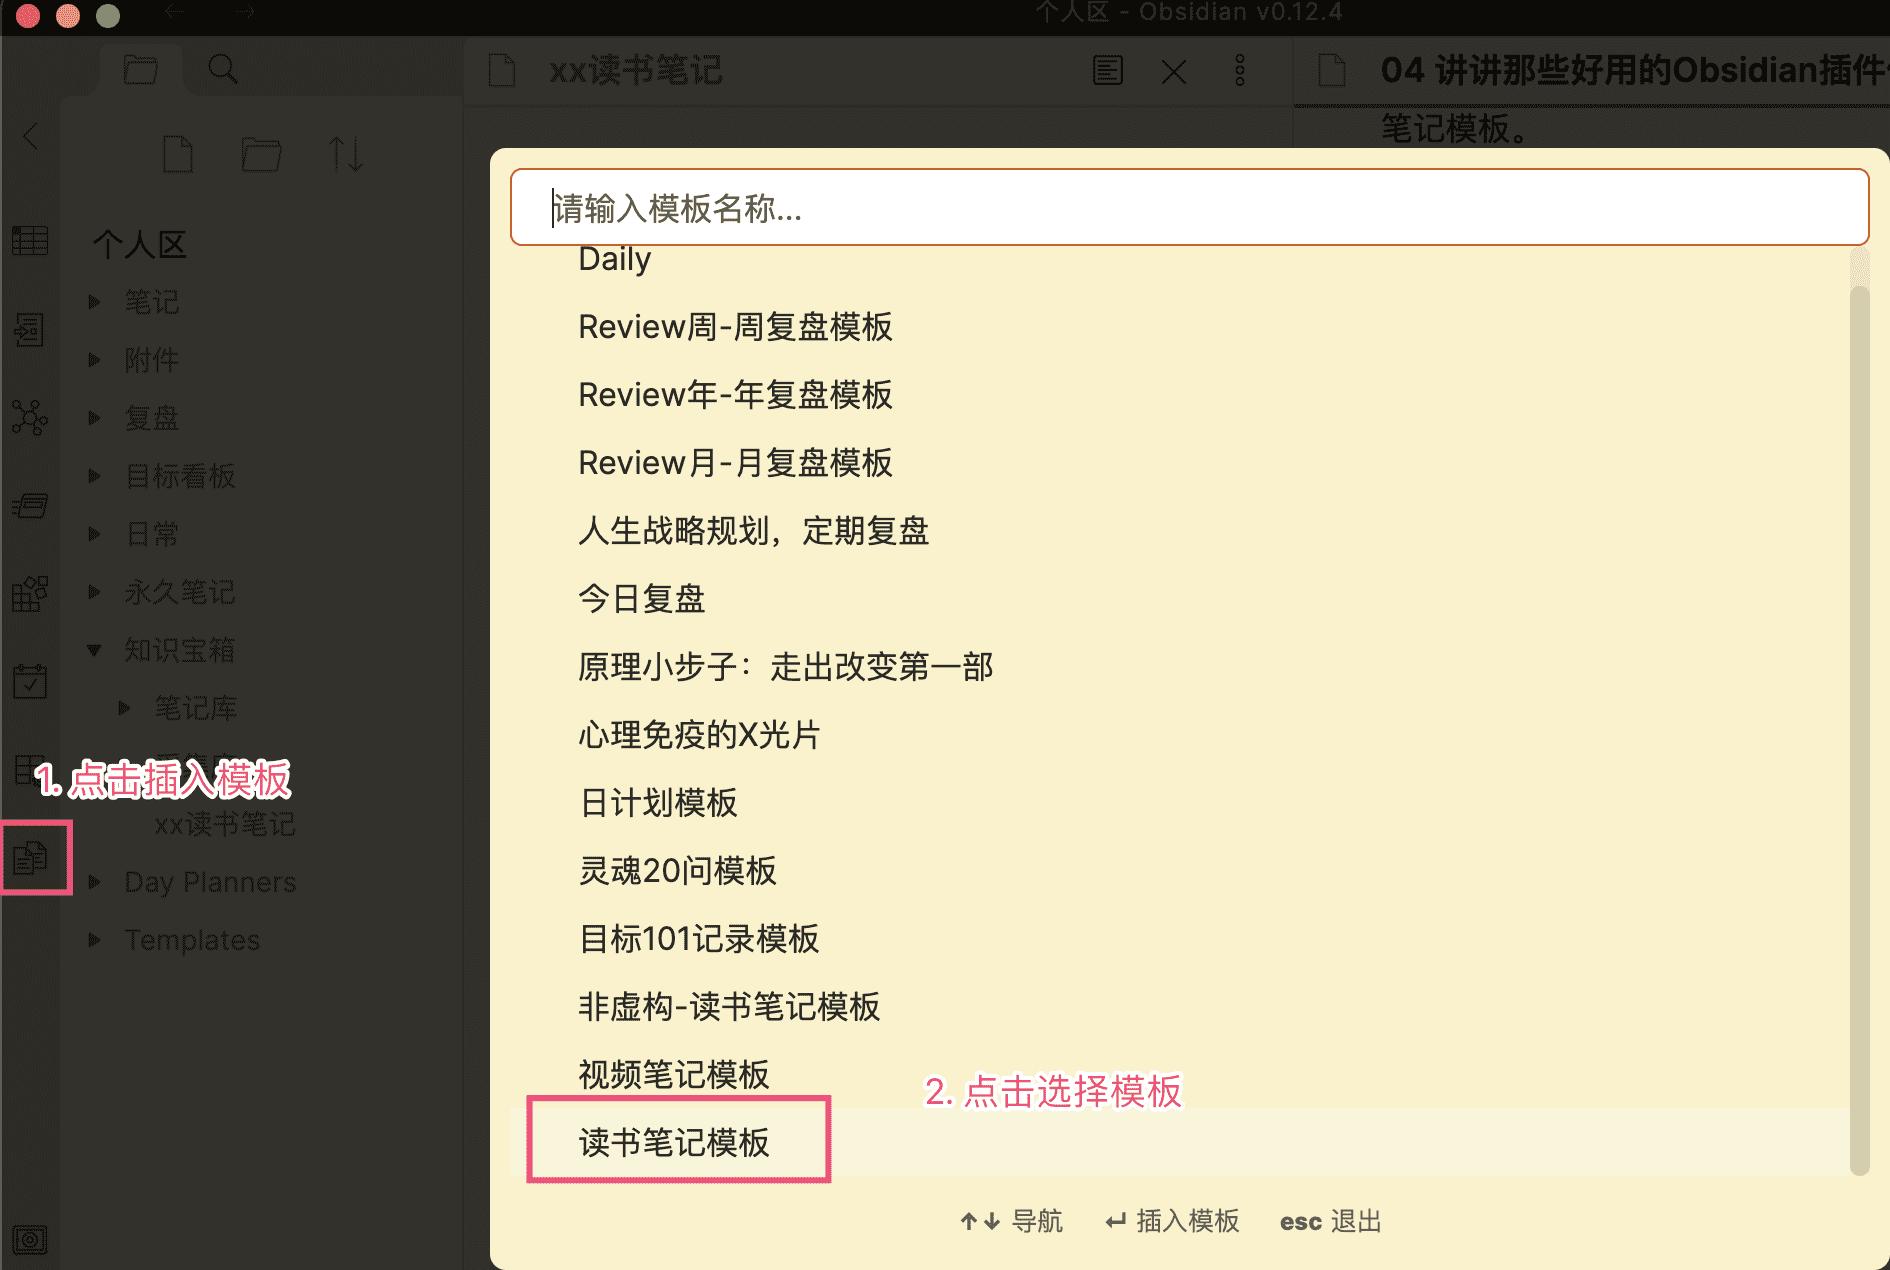 个人区 - Obsidian v0.12.4
xx读书笔记
04 讲讲那些好用的Obsidian插件
笔记模板。
个人区
笔记
附件
复盘
目标看板
日常
永久笔记
知识宝箱
笔记库
1. 点击插入模板
xx读书笔记
Day Planners
Templates
请输入模板名称...
Daily
Review周-周复盘模板
Review年-年复盘模板
Review月-月复盘模板
人生战略规划，定期复盘
今日复盘
原理小步子：走出改变第一部
心理免疫的X光片
日计划模板
灵魂20问模板
目标101记录模板
非虚构-读书笔记模板
视频笔记模板
2. 点击选择模板
读书笔记模板
↑↓ 导航 ↵ 插入模板 esc 退出